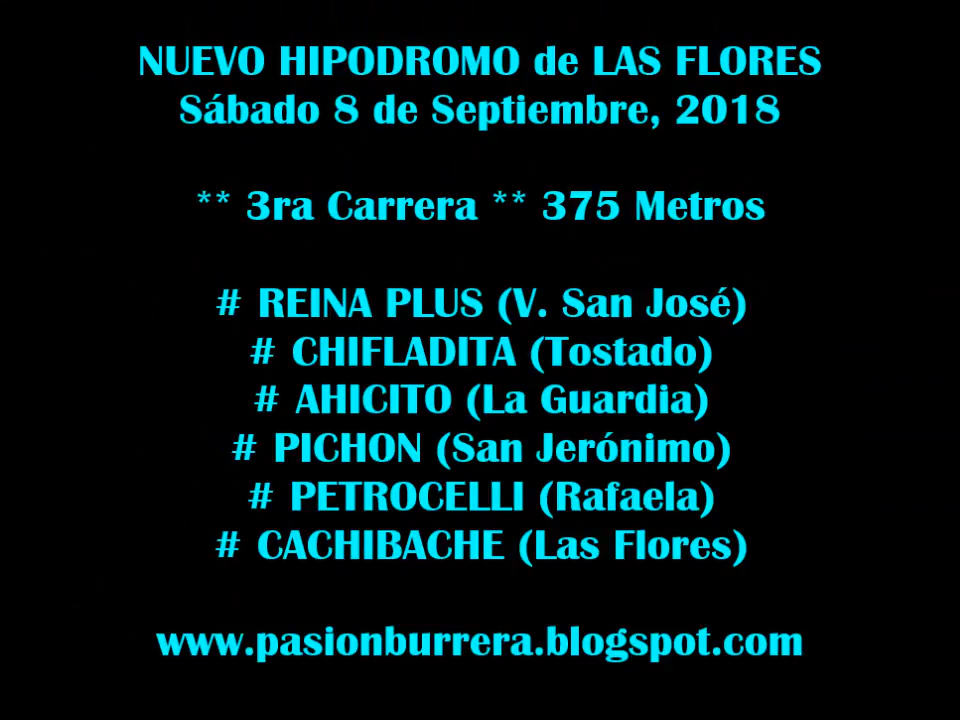 NUEVO HIPODROMO de LAS FLORES
Sábado 8 de Septiembre, 2018
** 3ra Carrera ** 375 Metros
# REINA PLUS (V. San José)
# CHIFLADITA (Tostado)
# AHICITO (La Guardia)
# PICHON (San Jerónimo)
# PETROCELLI (Rafaela)
# CACHIBACHE (Las Flores)
www.pasionburrera.blogspot.com